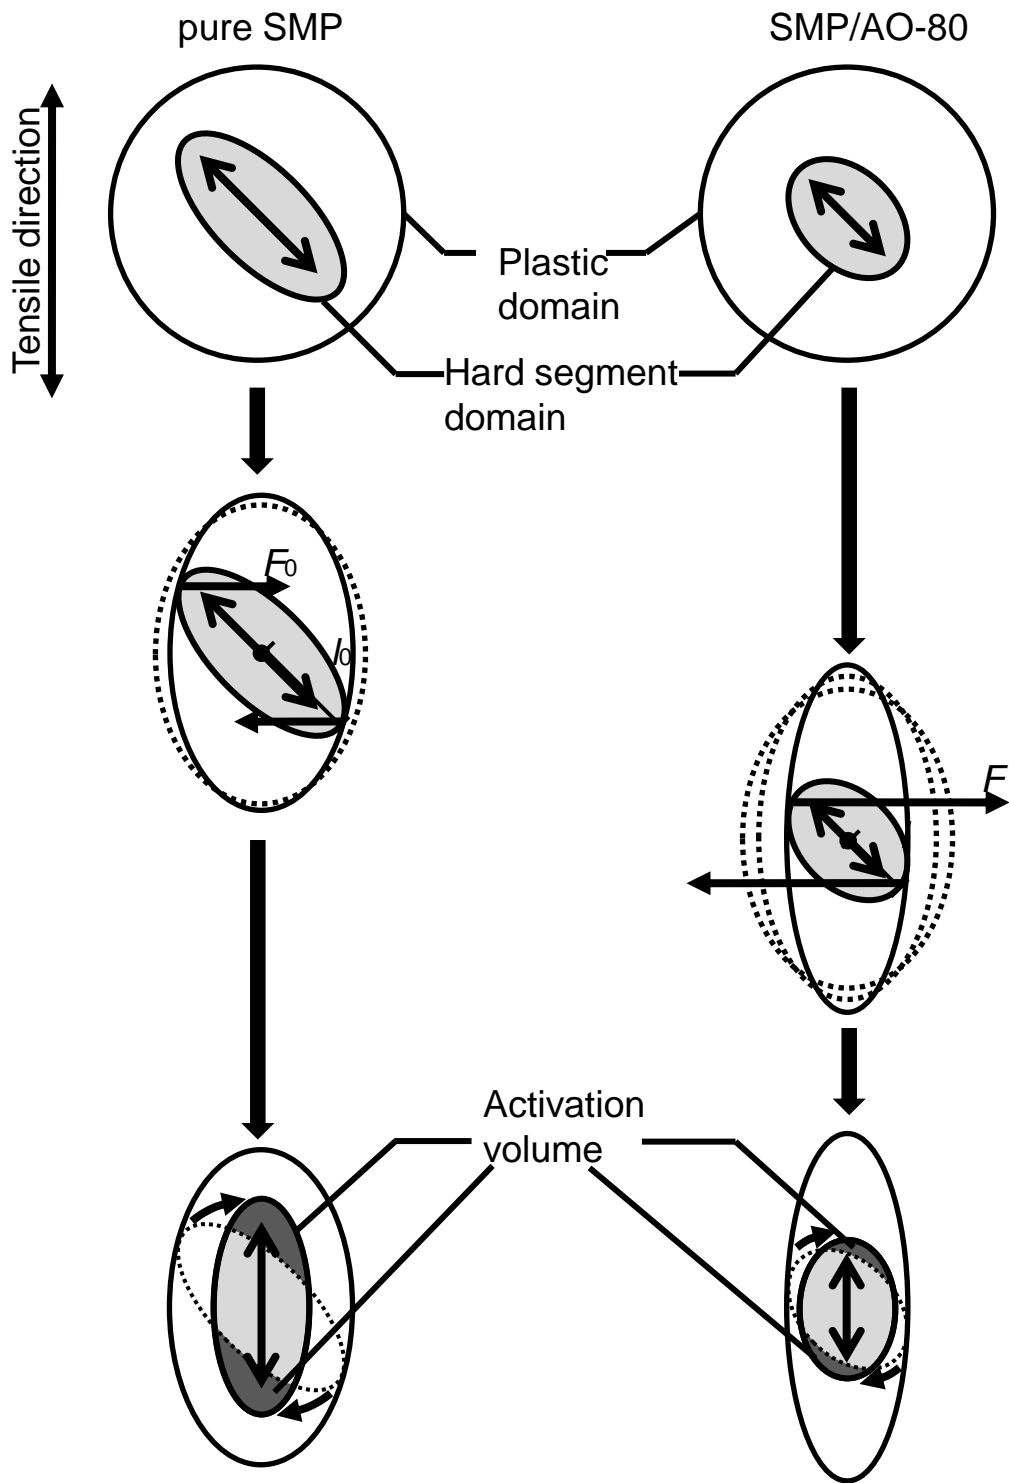 pure SMP
SMP/AO-80
Tensile direction
Plastic
domain
Hard segment
domain
F0
l0
F
Activation
volume